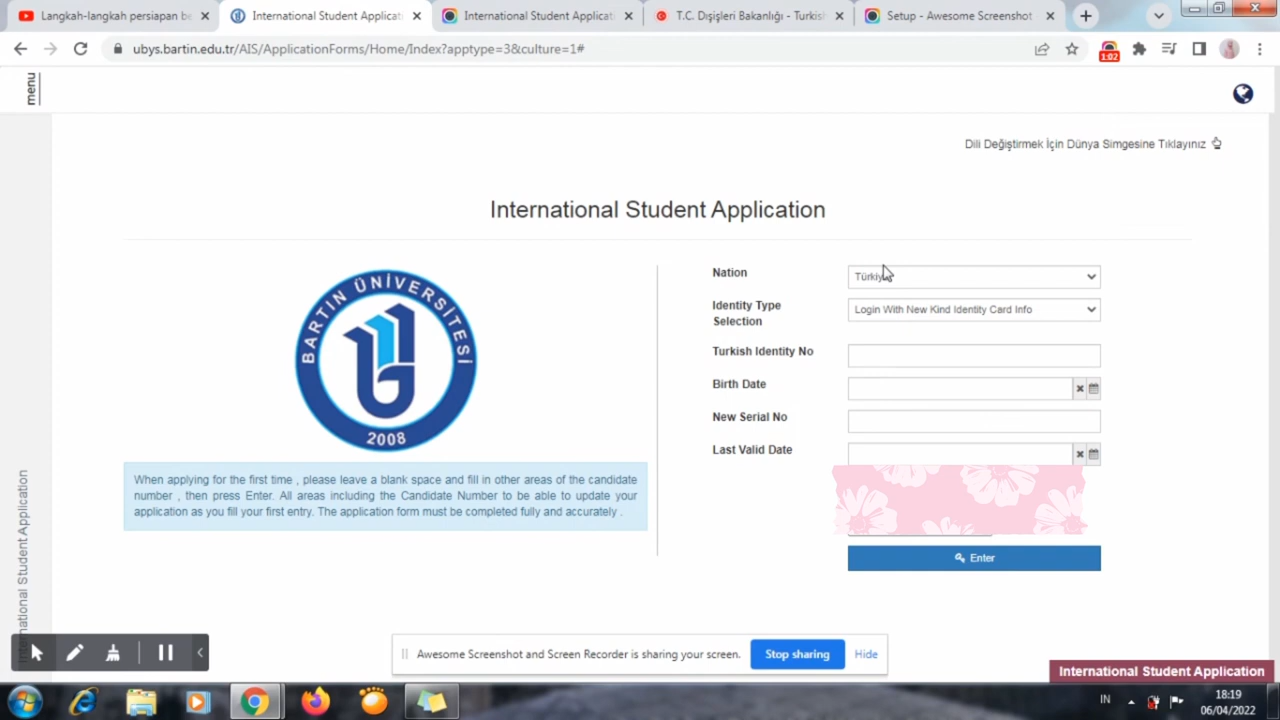 Langkah-langkah persiapan be
International Student Applicati
International Student Applicati
T.C. Dışişleri Bakanlığı - Turkish
Setup - Awesome Screenshot
ubys.bartin.edu.tr/AIS/ApplicationForms/Home/Index?apptype=3&culture=1#
1:02
menu
Dili Değiştirmek İçin Dünya Simgesine Tıklayınız
International Student Application
BARTIN ÜNİVERSİTESİ
2008
When applying for the first time , please leave a blank space and fill in other areas of the candidate
number , then press Enter. All areas including the Candidate Number to be able to update your
application as you fill your first entry. The application form must be completed fully and accurately .
Nation
Türkiy
Identity Type
Selection
Login With New Kind Identity Card Info
Turkish Identity No
Birth Date
New Serial No
Last Valid Date
Enter
International Student Application
Awesome Screenshot and Screen Recorder is sharing your screen.
Stop sharing
Hide
International Student Application
IN
18:19
06/04/2022